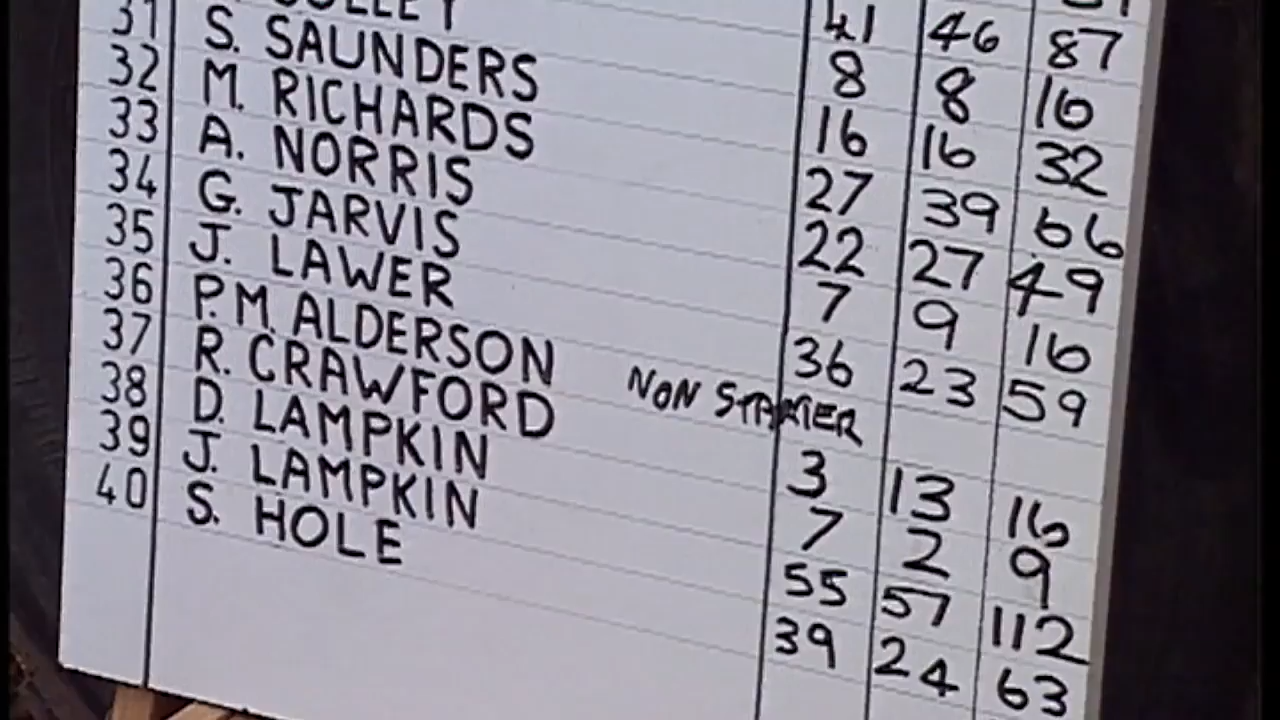 41 46 87
8 8 16
31 S. SAUNDERS 16 16 32
32 M. RICHARDS 27 39 66
33 A. NORRIS 22 27 49
34 G. JARVIS 7 9 16
35 J. LAWER 36 23 59
36 P.M. ALDERSON NON STARTER
37 R. CRAWFORD 3 13 16
38 D. LAMPKIN 7 2 9
39 J. LAMPKIN 55 57 112
40 S. HOLE 39 24 63